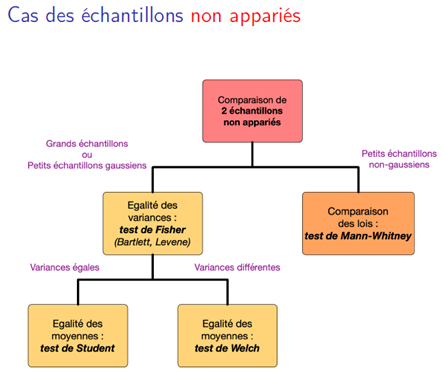 Cas des échantillons non appariés
Comparaison de
2 échantillons
non appariés
Grands échantillons
ou
Petits échantillons gaussiens
Petits échantillons
non-gaussiens
Egalité des
variances :
test de Fisher
(Bartlett, Levene)
Comparaison
des lois :
test de Mann-Whitney
Variances égales
Variances différentes
Egalité des
moyennes :
test de Student
Egalité des
moyennes :
test de Welch